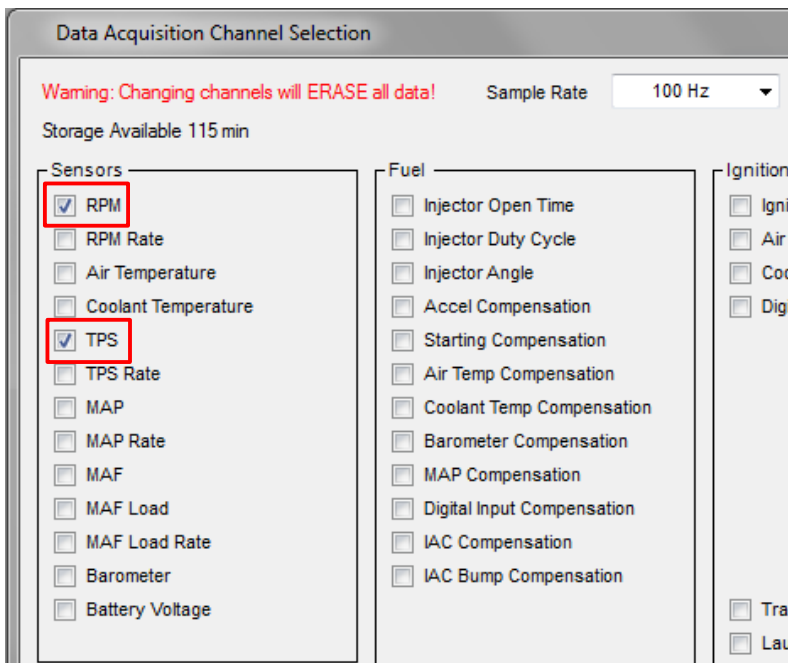 Data Acquisition Channel Selection
Warning: Changing channels will ERASE all data!
Sample Rate
100 Hz
Storage Available 115 min
Sensors
RPM
RPM Rate
Air Temperature
Coolant Temperature
TPS
TPS Rate
MAP
MAP Rate
MAF
MAF Load
MAF Load Rate
Barometer
Battery Voltage
Fuel
Injector Open Time
Injector Duty Cycle
Injector Angle
Accel Compensation
Starting Compensation
Air Temp Compensation
Coolant Temp Compensation
Barometer Compensation
MAP Compensation
Digital Input Compensation
IAC Compensation
IAC Bump Compensation
Ignition
Air